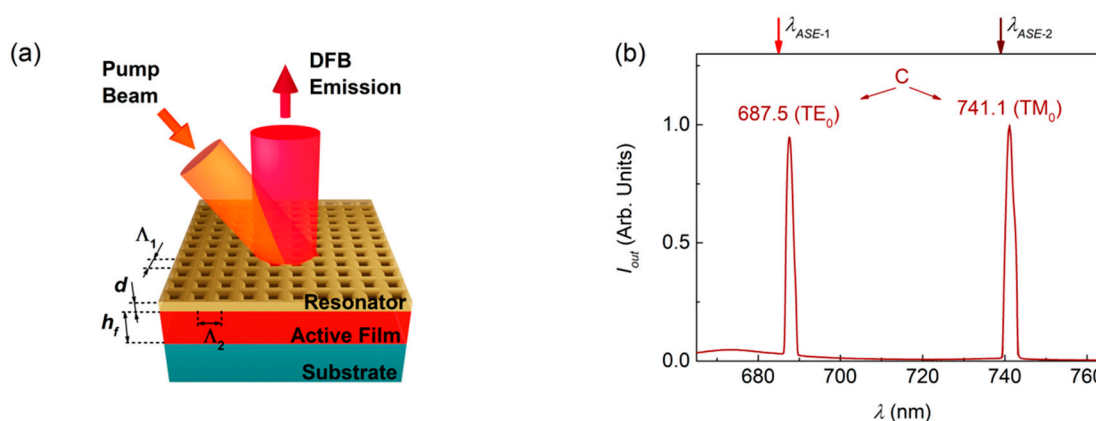 (a)
Pump
Beam
DFB
Emission
Λ1
d
hf
Λ2
Resonator
Active Film
Substrate
(b)
λASE-1
λASE-2
C
687.5 (TE0)
741.1 (TM0)
Iout (Arb. Units)
1.0
0.5
0.0
680
700
720
740
760
λ (nm)